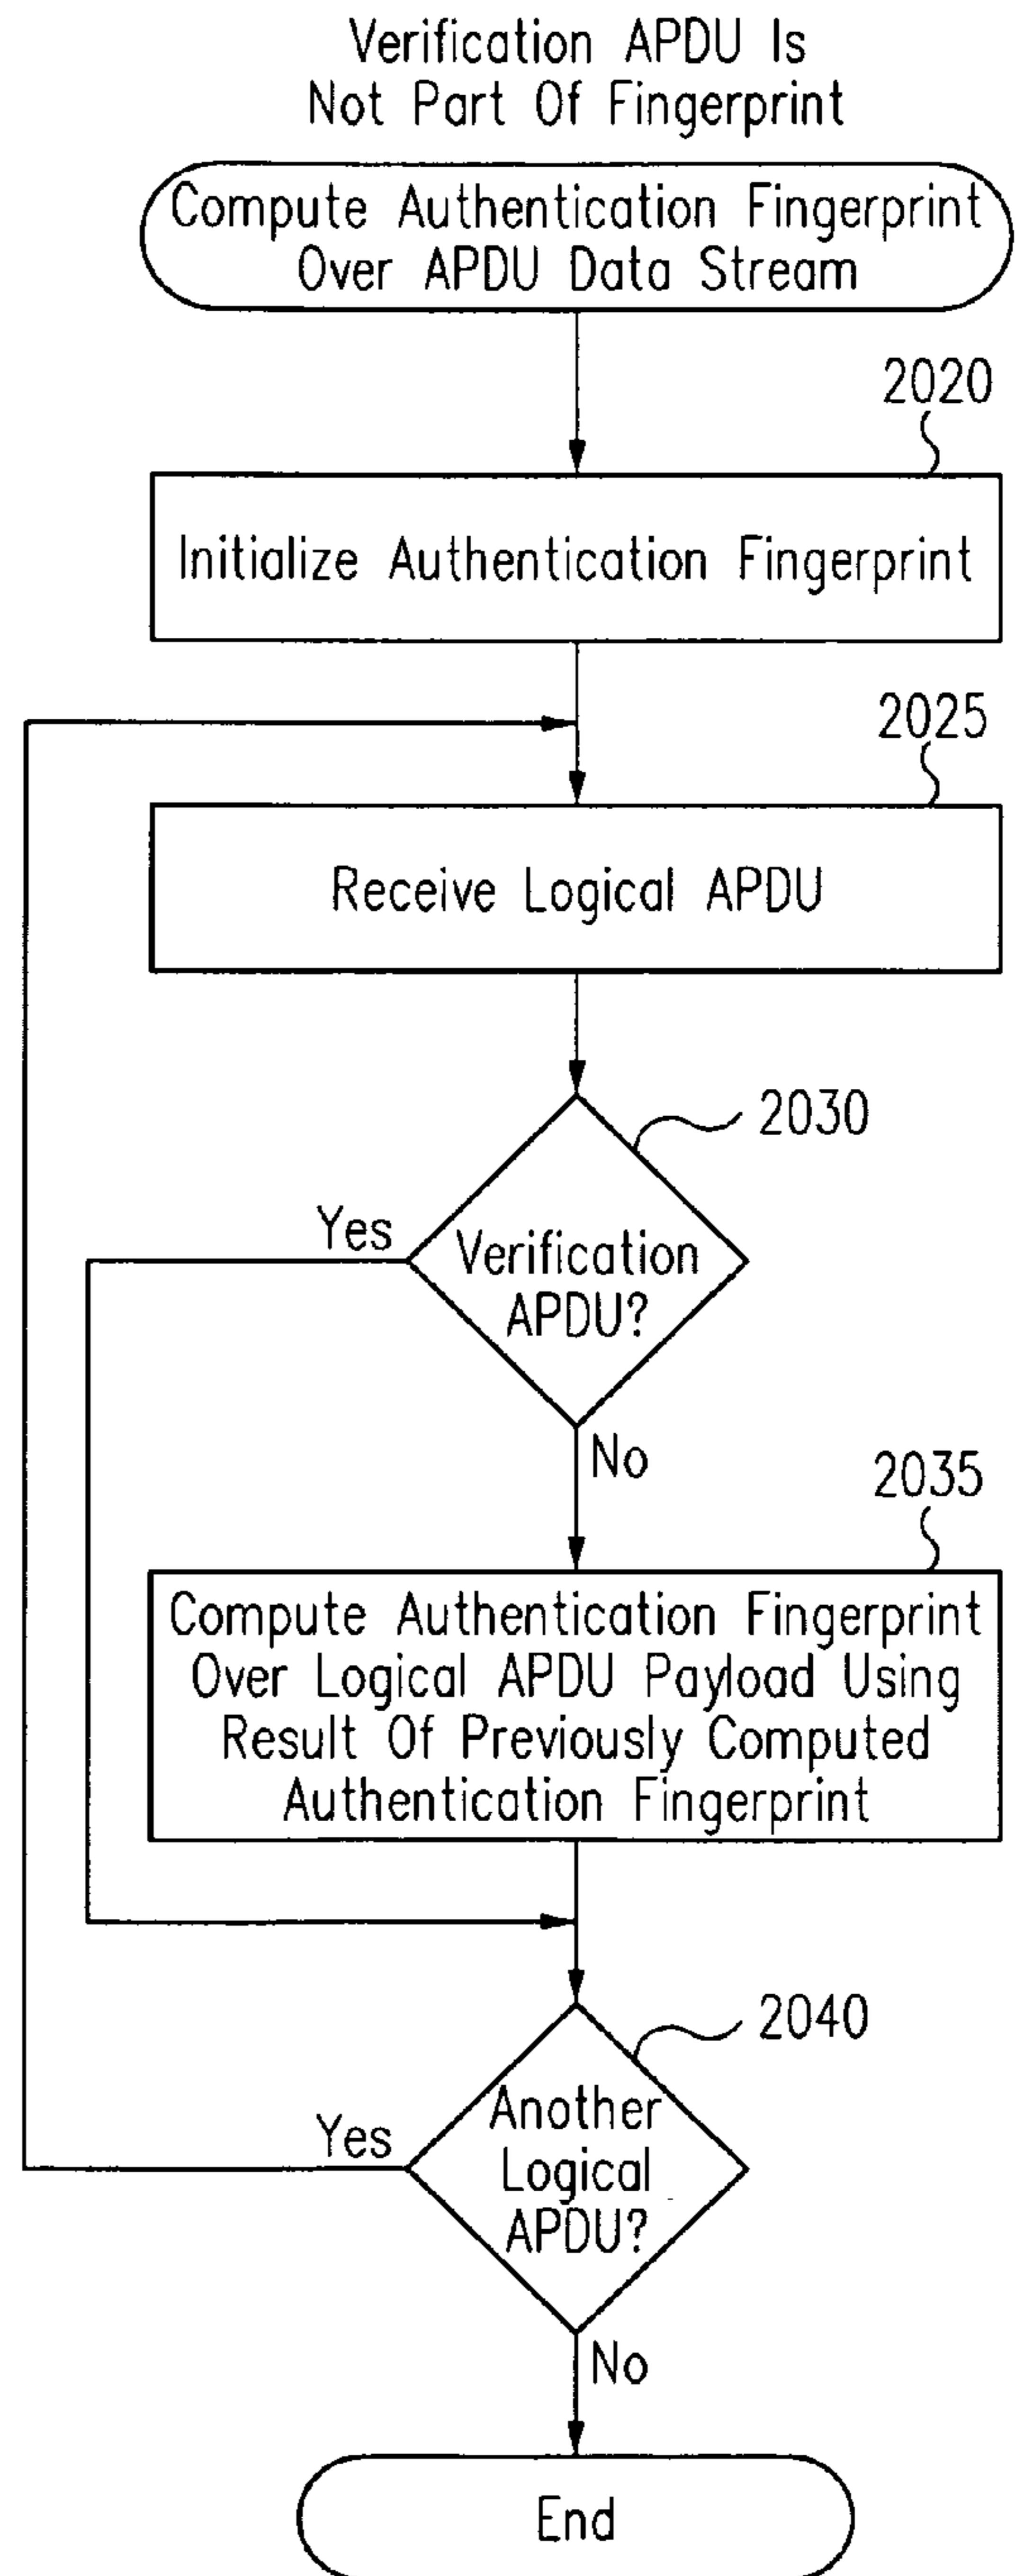 Verification APDU Is
Not Part Of Fingerprint
Compute Authentication Fingerprint
Over APDU Data Stream
2020
Initialize Authentication Fingerprint
2025
Receive Logical APDU
2030
Yes
Verification
APDU?
No
2035
Compute Authentication Fingerprint
Over Logical APDU Payload Using
Result Of Previously Computed
Authentication Fingerprint
2040
Yes
Another
Logical
APDU?
No
End